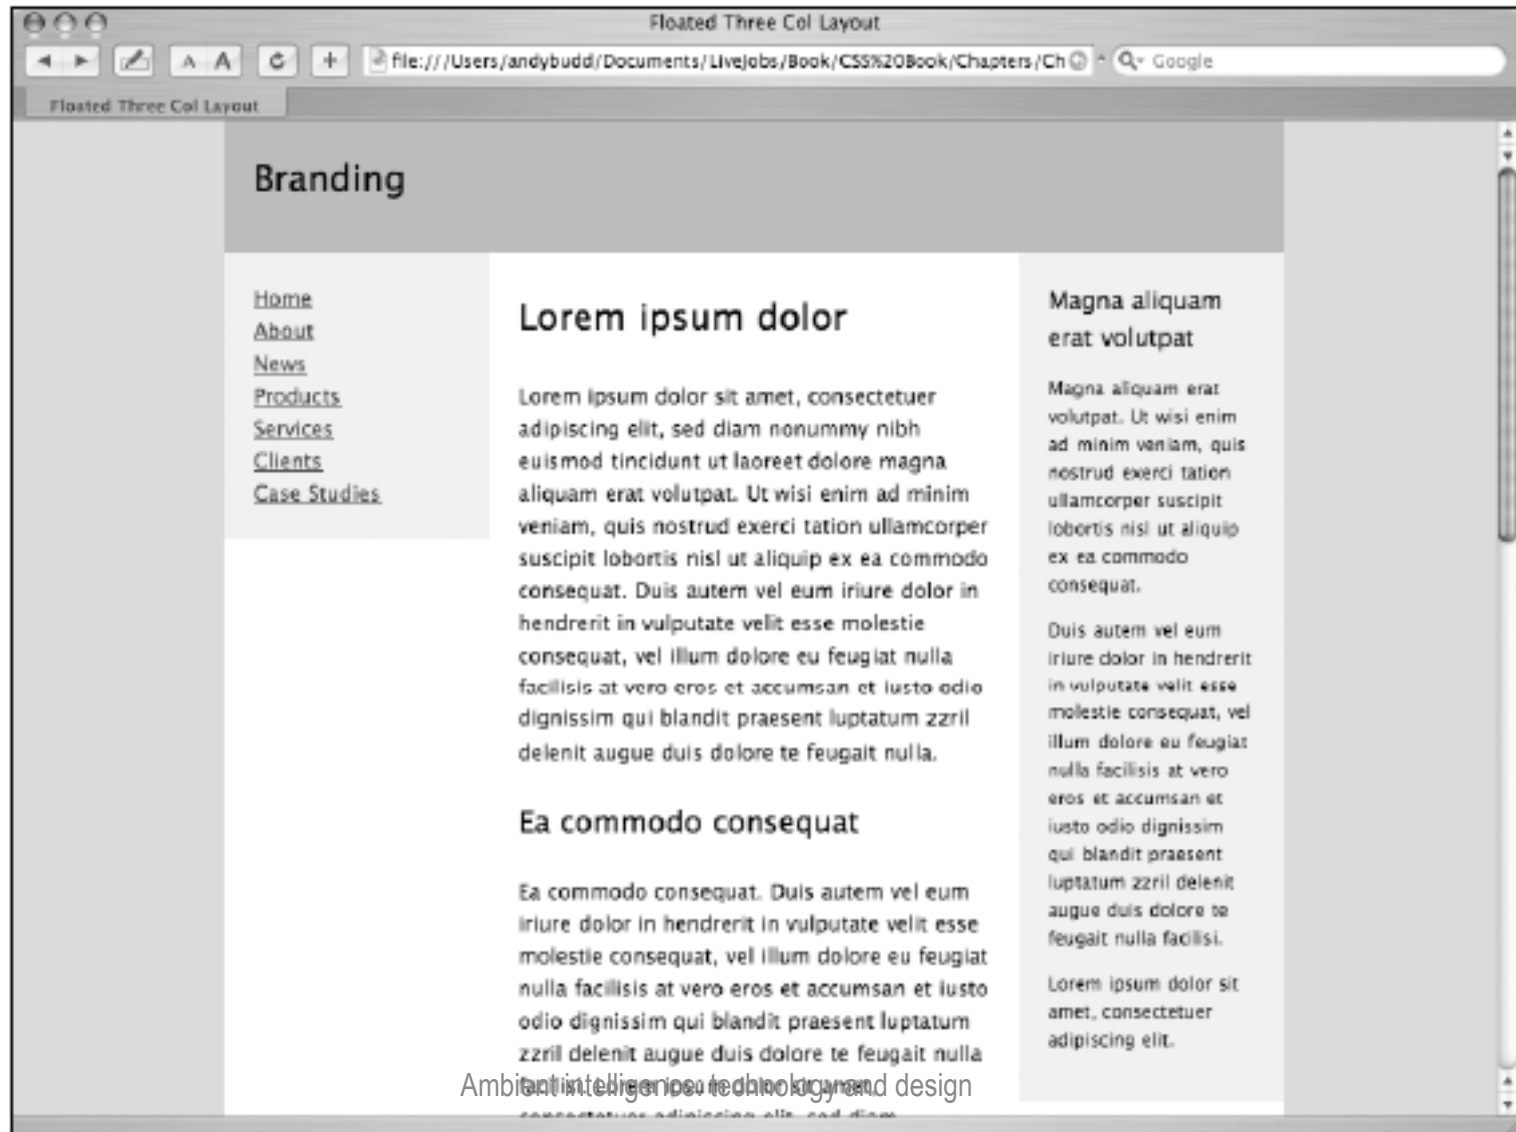 Floated Three Col Layout
A A
file:///Users/andybudd/Documents/LiveJobs/Book/CSS%20Book/Chapters/Ch
Google
Floated Three Col Layout
Branding
Home
About
News
Products
Services
Clients
Case Studies
Lorem ipsum dolor
Lorem ipsum dolor sit amet, consectetuer
adipiscing elit, sed diam nonummy nibh
euismod tincidunt ut laoreet dolore magna
aliquam erat volutpat. Ut wisi enim ad minim
veniam, quis nostrud exerci tation ullamcorper
suscipit lobortis nisl ut aliquip ex ea commodo
consequat. Duis autem vel eum iriure dolor in
hendrerit in vulputate velit esse molestie
consequat, vel illum dolore eu feugiat nulla
facilisis at vero eros et accumsan et iusto odio
dignissim qui blandit praesent luptatum zzril
delenit augue duis dolore te feugait nulla.
Ea commodo consequat
Ea commodo consequat. Duis autem vel eum
iriure dolor in hendrerit in vulputate velit esse
molestie consequat, vel illum dolore eu feugiat
nulla facilisis at vero eros et accumsan et iusto
odio dignissim qui blandit praesent luptatum
zzril delenit augue duis dolore te feugait nulla
Ambient intelligence: technology and design
consectetuer adipiscing elit, sed diam
Magna aliquam
erat volutpat
Magna aliquam erat
volutpat. Ut wisi enim
ad minim veniam, quis
nostrud exerci tation
ullamcorper suscipit
lobortis nisl ut aliquip
ex ea commodo
consequat.
Duis autem vel eum
iriure dolor in hendrerit
in vulputate velit esse
molestie consequat, vel
illum dolore eu feugiat
nulla facilisis at vero
eros et accumsan et
iusto odio dignissim
qui blandit praesent
luptatum zzril delenit
augue duis dolore te
feugait nulla facilisi.
Lorem ipsum dolor sit
amet, consectetuer
adipiscing elit.